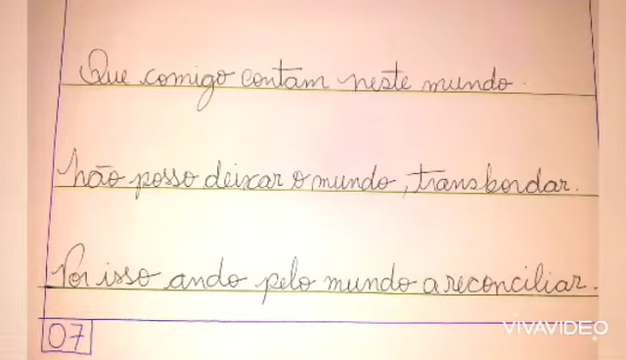 Que comigo contam neste mundo.
não posso deixar o mundo, transbordar.
Por isso ando pelo mundo a reconciliar.
07
VIVAVIDEO